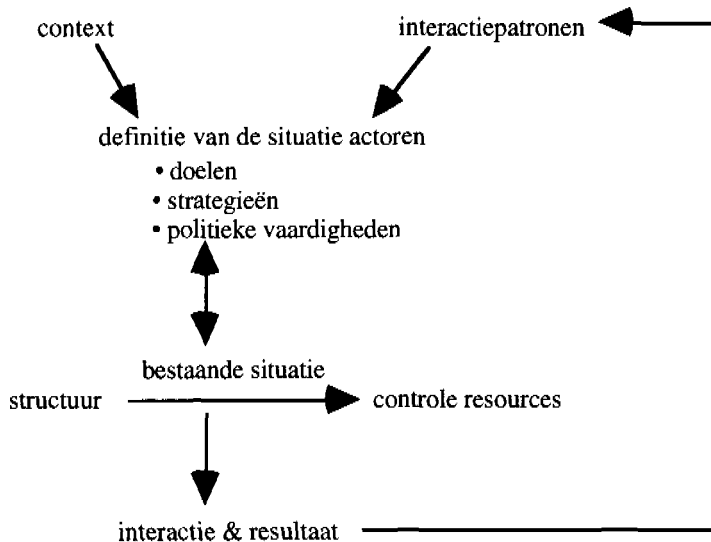 context interactiepatronen
definitie van de situatie actoren
• doelen
• strategieën
• politieke vaardigheden
bestaande situatie
structuur controle resources
interactie & resultaat